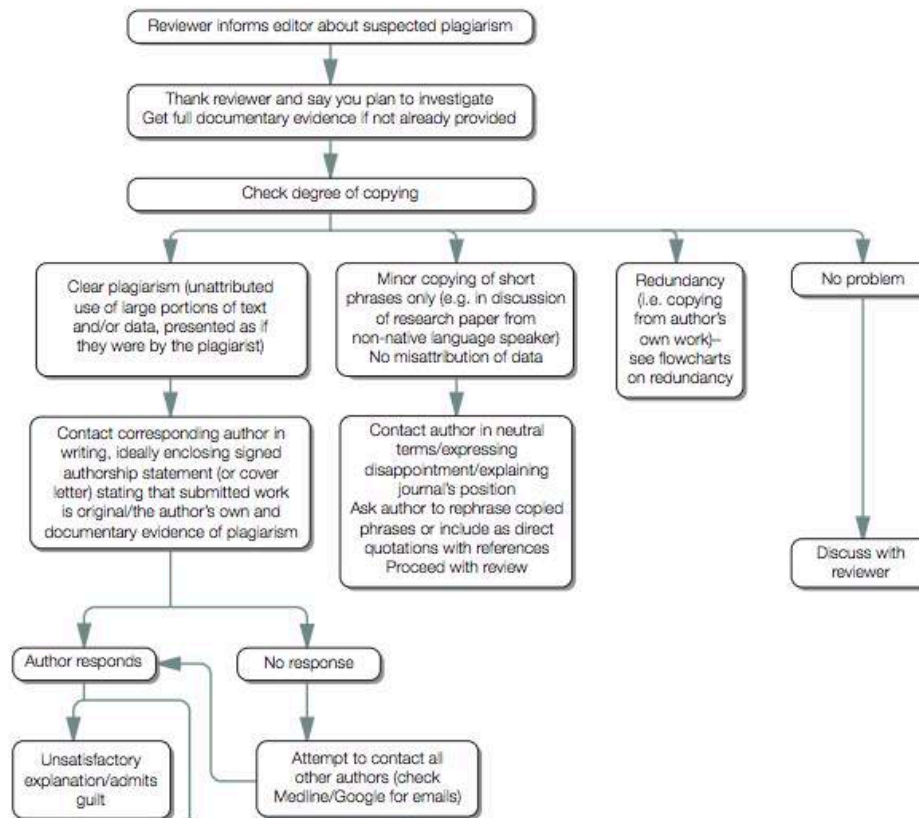 Reviewer informs editor about suspected plagiarism
Thank reviewer and say you plan to investigate
Get full documentary evidence if not already provided
Check degree of copying
Clear plagiarism (unattributed
use of large portions of text
and/or data, presented as if
they were by the plagiarist)
Minor copying of short
phrases only (e.g. in discussion
of research paper from
non-native language speaker)
No misattribution of data
Redundancy
(i.e. copying
from author's
own work)–
see flowcharts
on redundancy
No problem
Contact corresponding author in
writing, ideally enclosing signed
authorship statement (or cover
letter) stating that submitted work
is original/the author's own and
documentary evidence of plagiarism
Contact author in neutral
terms/expressing
disappointment/explaining
journal's position
Ask author to rephrase copied
phrases or include as direct
quotations with references
Proceed with review
Discuss with
reviewer
Author responds
No response
Unsatisfactory
explanation/admits
guilt
Attempt to contact all
other authors (check
Medline/Google for emails)